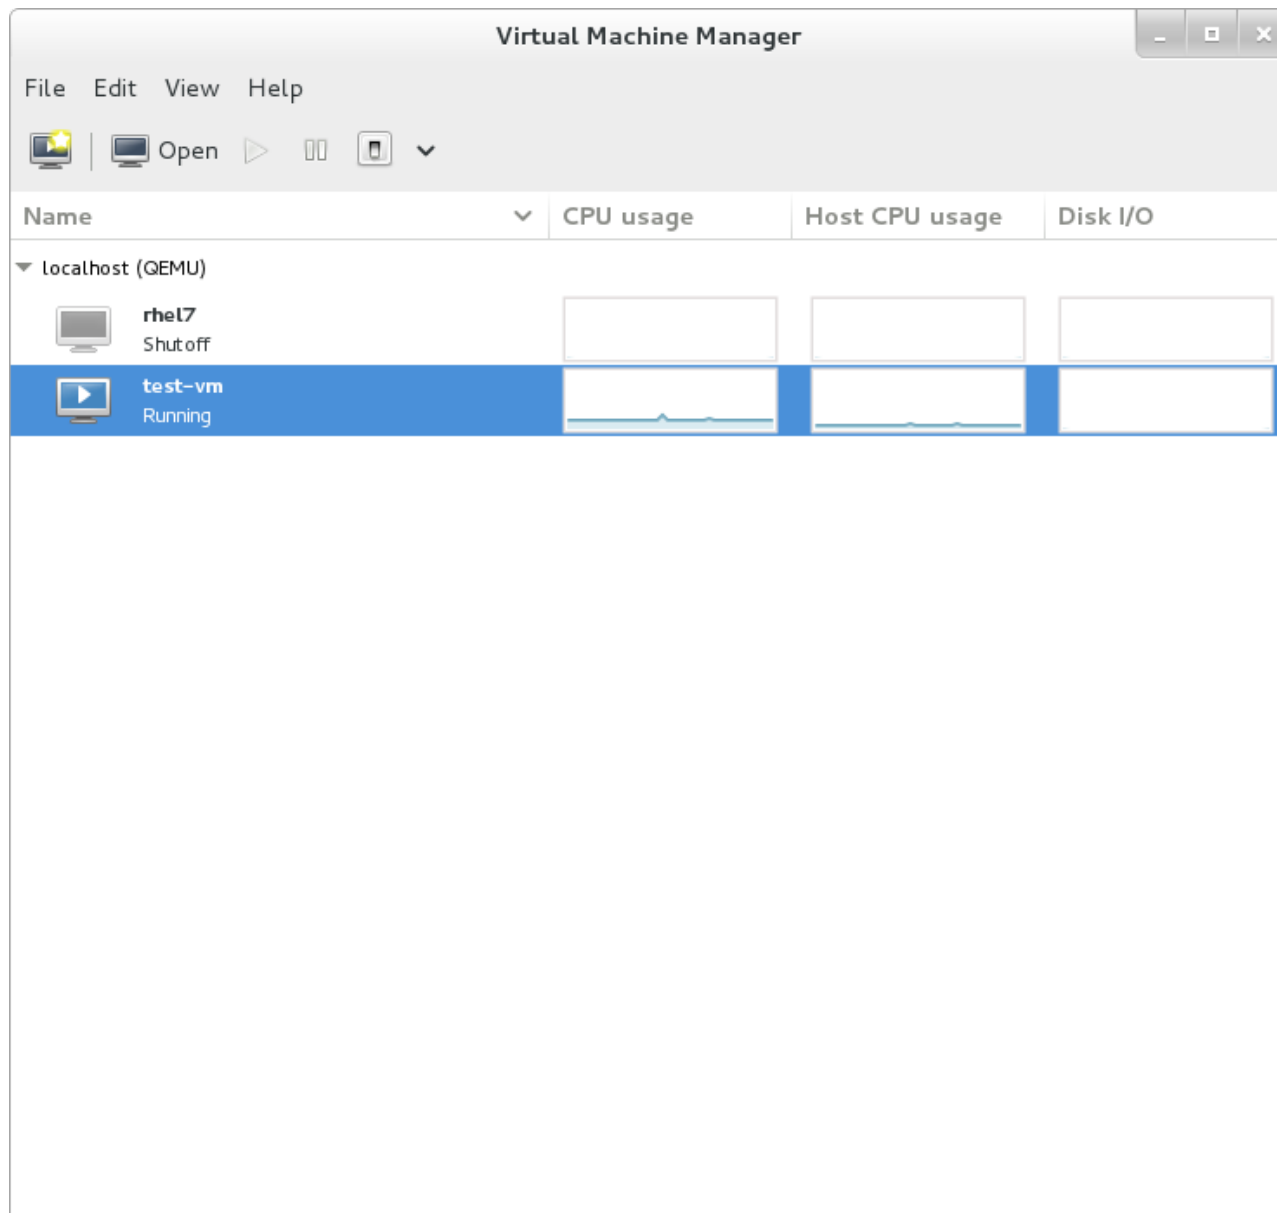 Virtual Machine Manager
File Edit View Help
Open
Name CPU usage Host CPU usage Disk I/O
localhost (QEMU)
rhel7
Shutoff
test-vm
Running